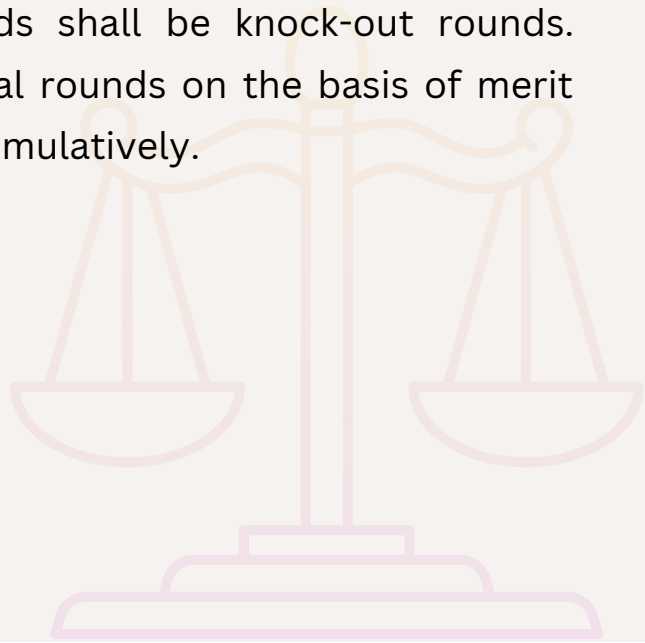 ds shall be knock-out rounds.
al rounds on the basis of merit
mulatively.